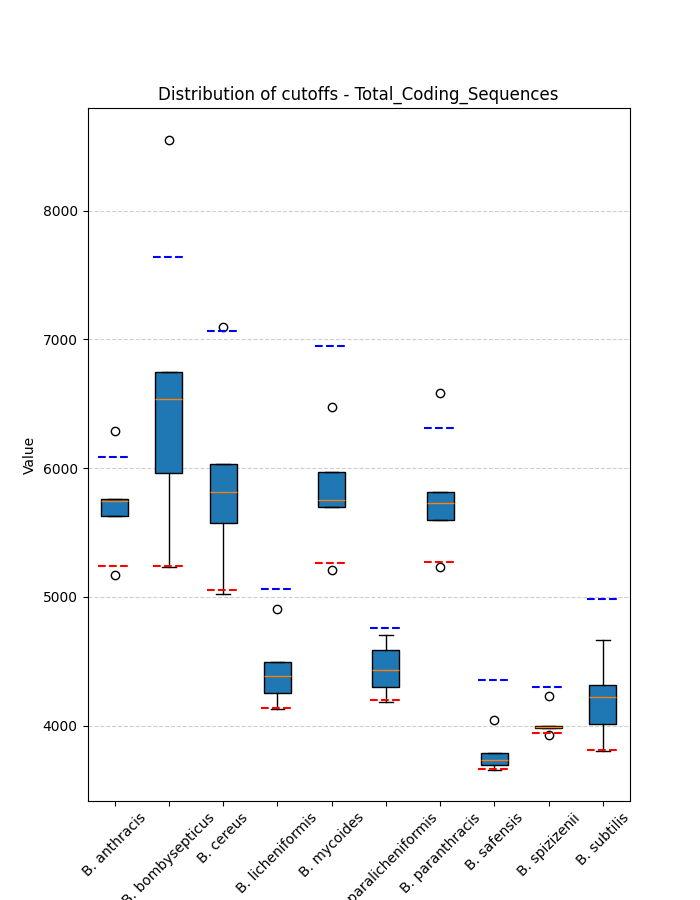 Distribution of cutoffs - Total_Coding_Sequences
Value
8000
7000
6000
5000
4000
B. anthracis
B. bombysepticus
B. cereus
B. licheniformis
B. mycoides
paralicheniformis
B. paranthracis
B. safensis
B. spizizenii
B. subtilis